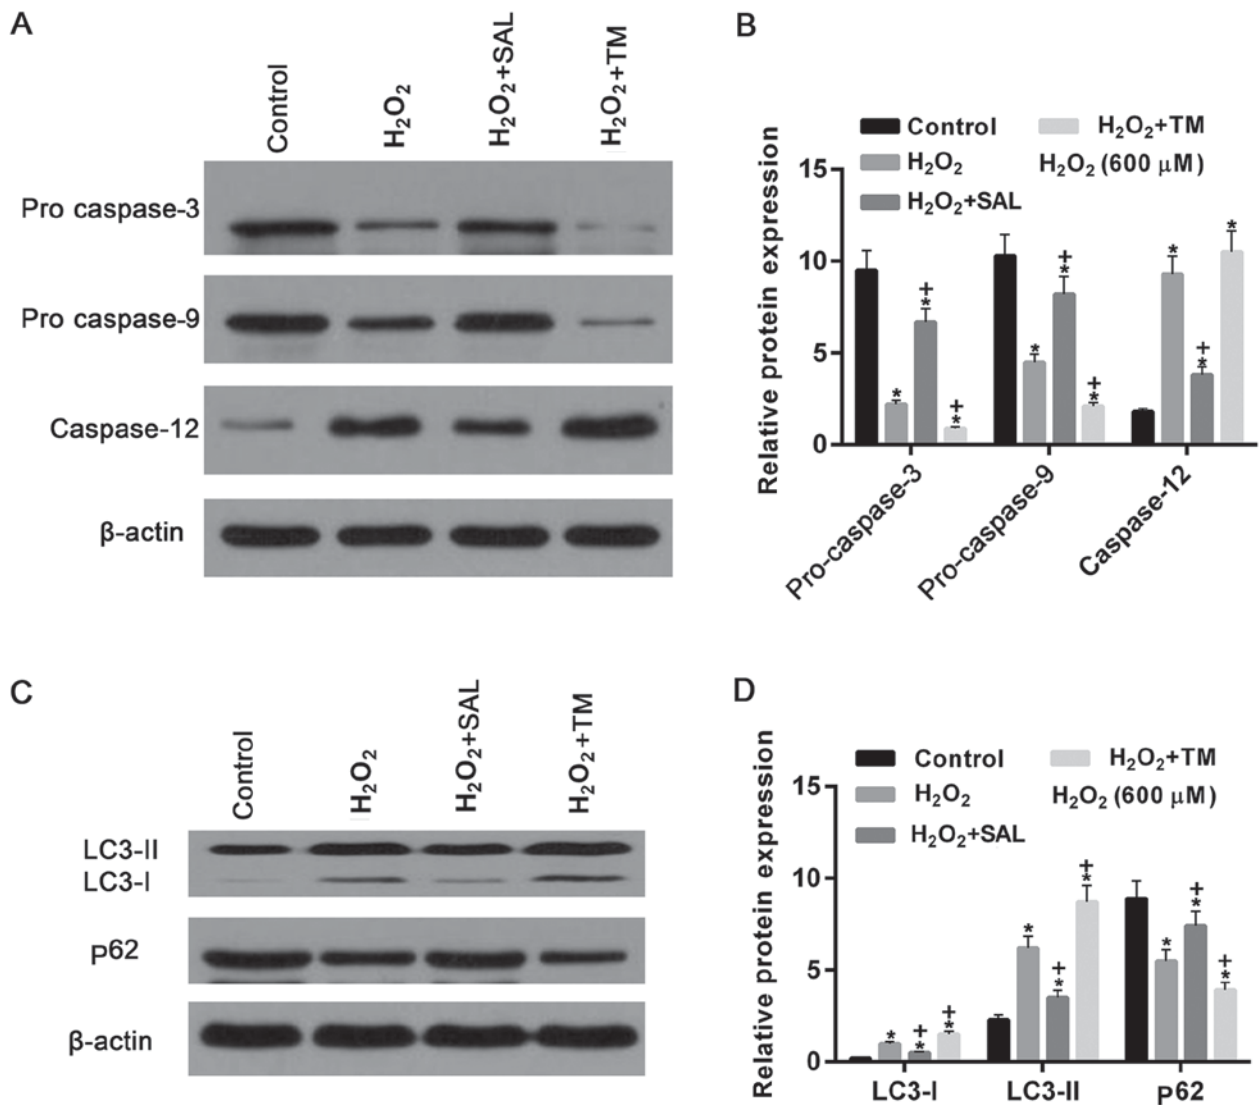 A
Control
H₂O₂
H₂O₂+SAL
H₂O₂+TM
Pro caspase-3
Pro caspase-9
Caspase-12
β-actin
B
Control
H₂O₂
H₂O₂+SAL
H₂O₂+TM
H₂O₂ (600 μM)
Relative protein expression
15
10
5
0
* + * + *
* + * + *
* + * *
Pro-caspase-3
Pro-caspase-9
Caspase-12
C
Control
H₂O₂
H₂O₂+SAL
H₂O₂+TM
LC3-II
LC3-I
P62
β-actin
D
Control
H₂O₂
H₂O₂+SAL
H₂O₂+TM
H₂O₂ (600 μM)
Relative protein expression
15
10
5
0
* + * + *
* + * + *
* + * + *
LC3-I
LC3-II
P62